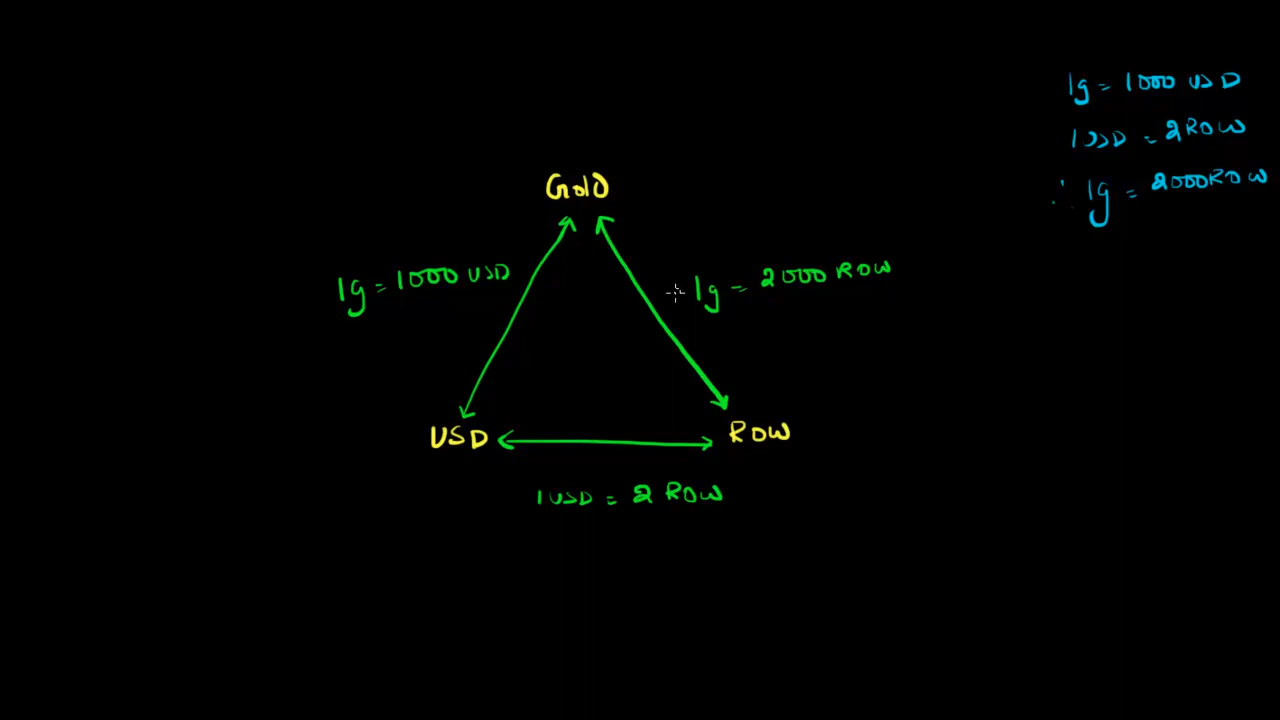 1g = 1000 USD
1USD = 2 ROW
∴ 1g = 2000 ROW
Gold
1g = 1000 USD
1g = 2000 ROW
USD
ROW
1 USD = 2 ROW